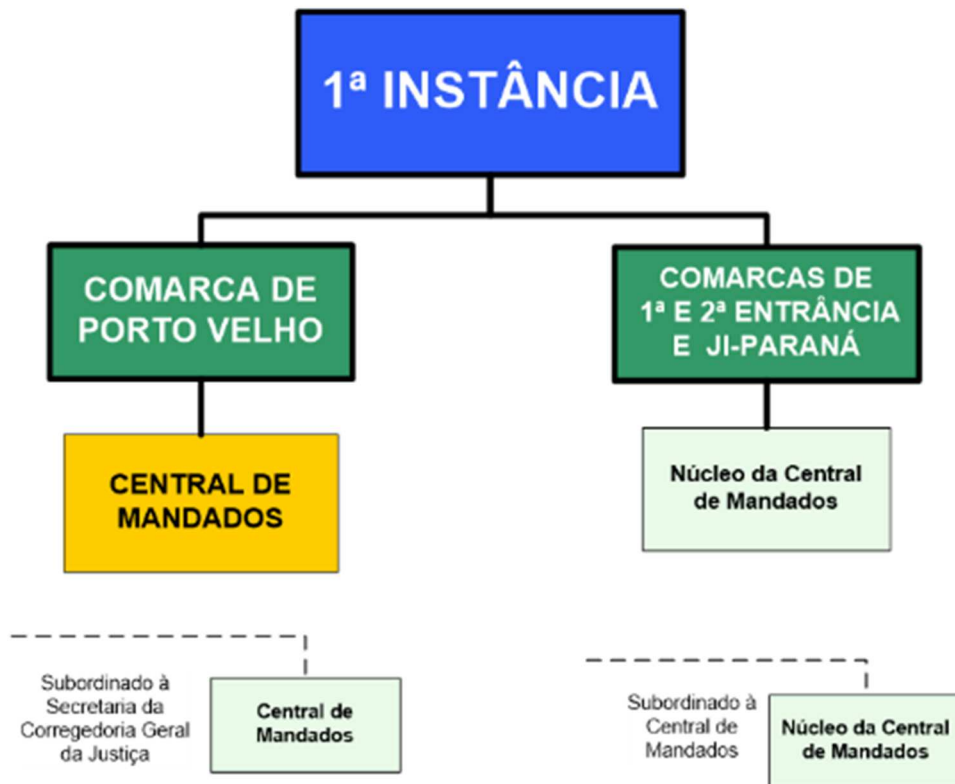 1ª INSTÂNCIA
COMARCA DE
PORTO VELHO
COMARCAS DE
1ª E 2ª ENTRÂNCIA
E JI-PARANÁ
CENTRAL DE
MANDADOS
Núcleo da Central
de Mandados
Subordinado à
Secretaria da
Corregedoria Geral
da Justiça
Central de
Mandados
Subordinado à
Central de
Mandados
Núcleo da Central
de Mandados